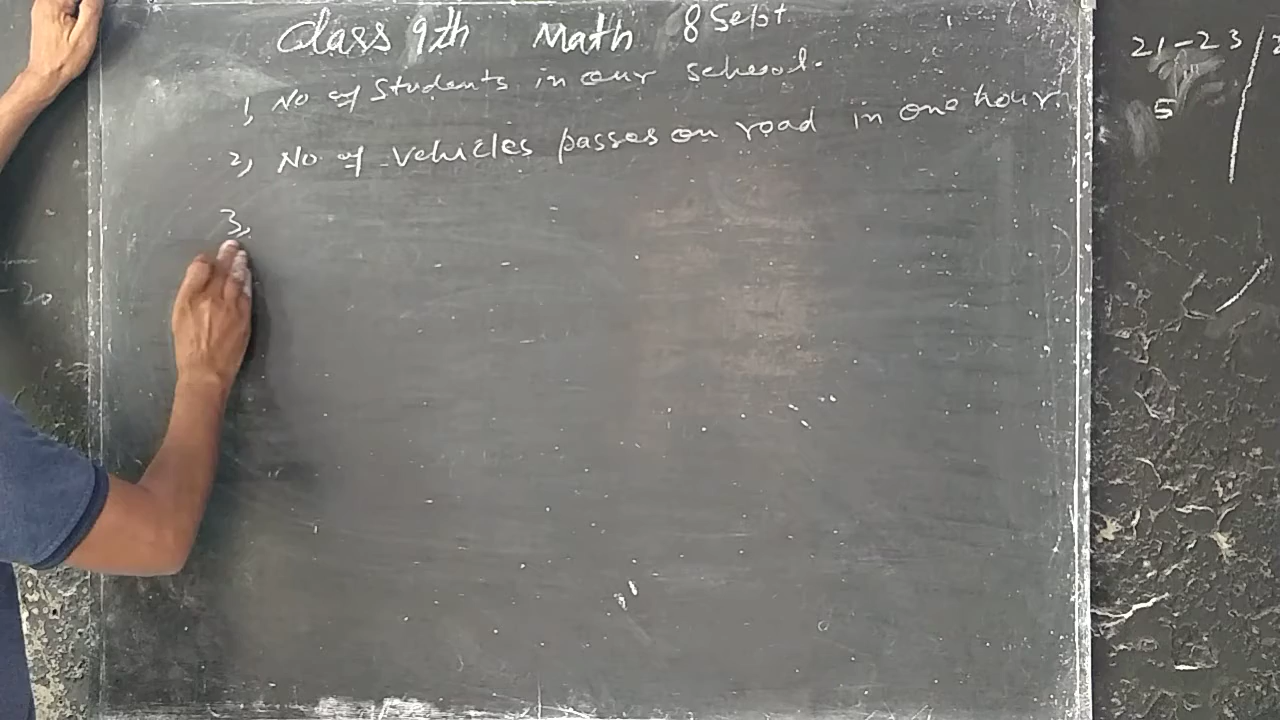 Class 9th Math 8 Sept
1, No of Students in our school.
2, No of vehicles passes on road in one hour.
3,
21-23
5
-20